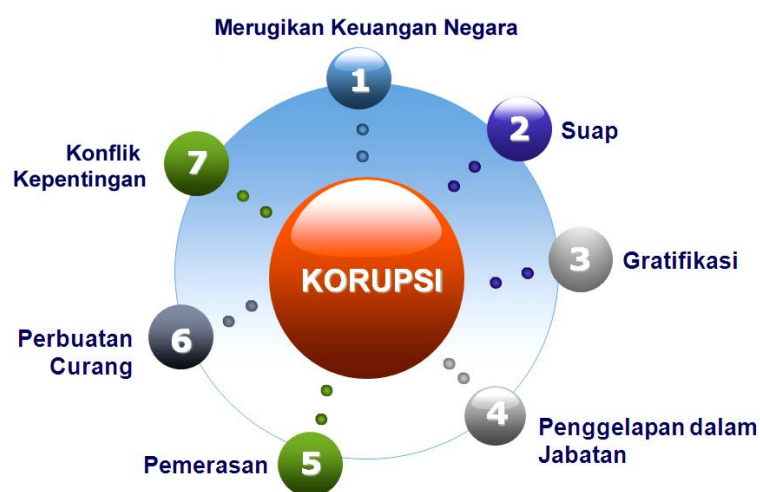 Merugikan Keuangan Negara
1
2
Suap
3
Gratifikasi
4
Penggelapan dalam
Jabatan
5
Pemerasan
6
Perbuatan
Curang
7
Konflik
Kepentingan
KORUPSI